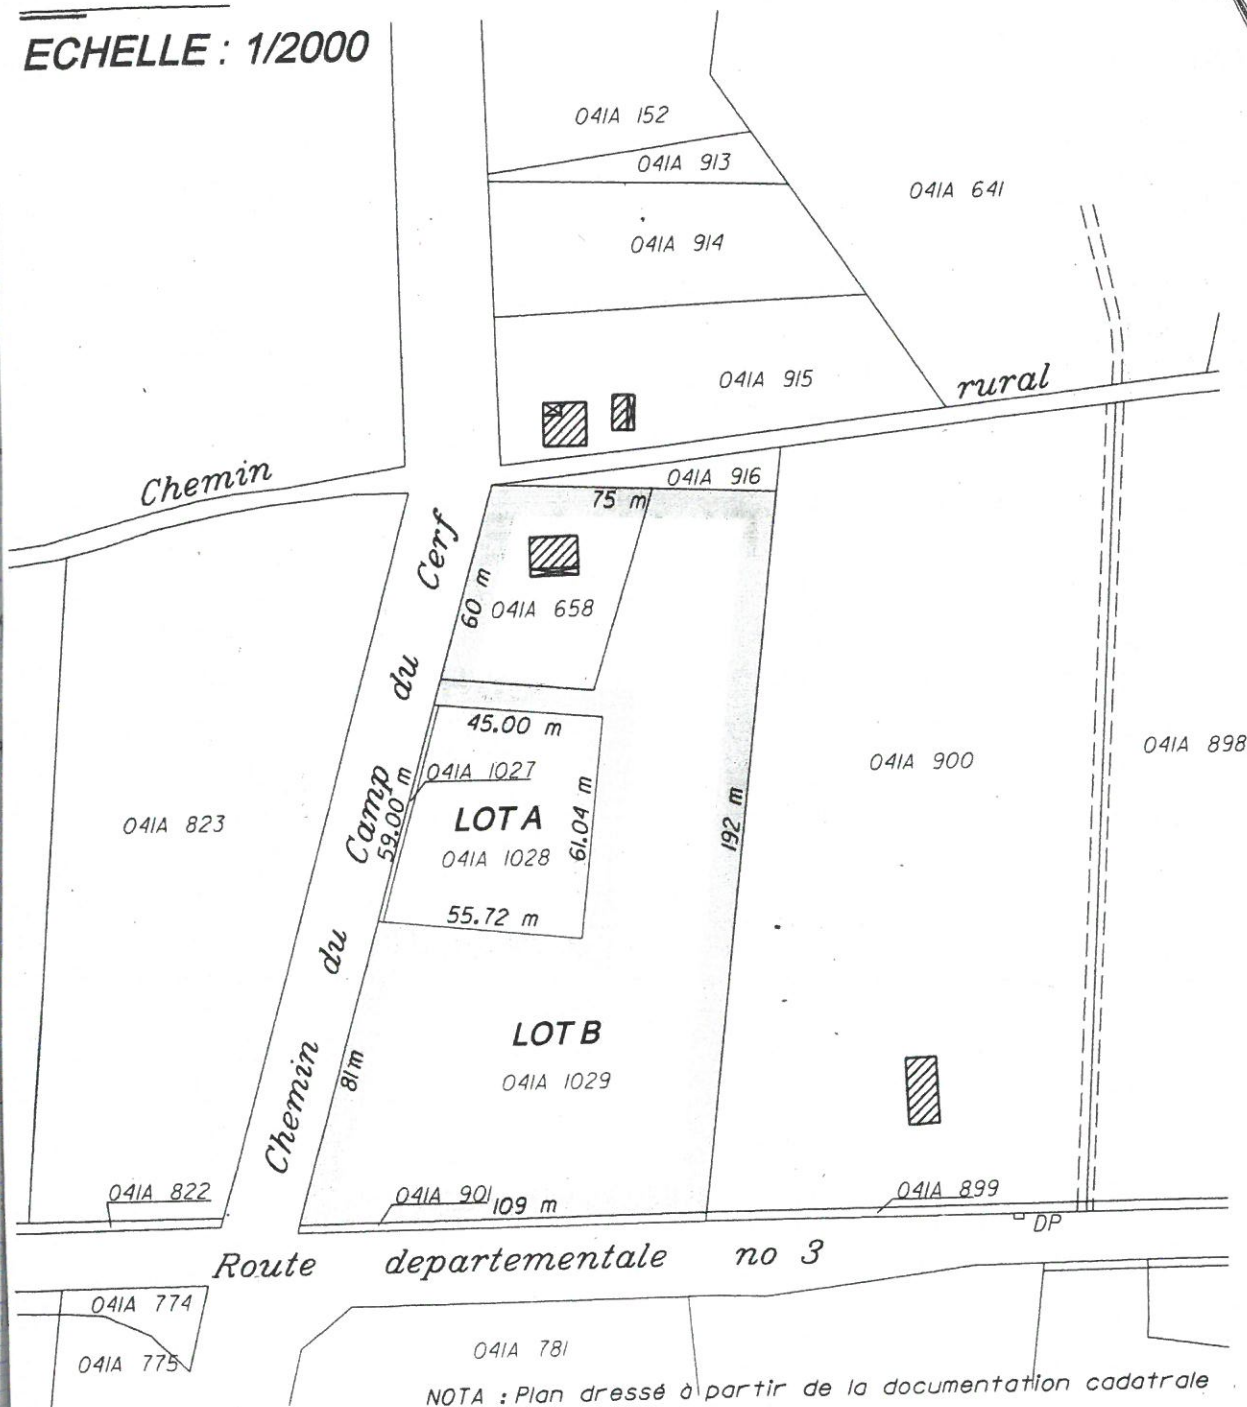 ECHELLE : 1/2000
041A 152
041A 913
041A 641
041A 914
041A 915
rural
Chemin
041A 916
75 m
Chemin du Camp du Cerf
60 m
041A 658
45.00 m
041A 1027
59.00 m
LOT A
041A 1028
61.04 m
55.72 m
192 m
041A 900
041A 898
041A 823
LOT B
041A 1029
81m
041A 822
041A 901
109 m
041A 899
DP
Route departementale no 3
041A 774
041A 775
041A 781
NOTA : Plan dressé à partir de la documentation cadatrale